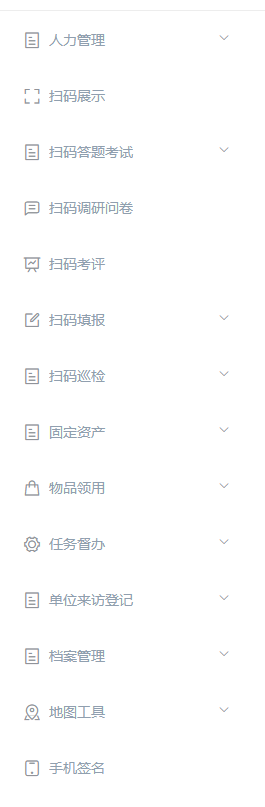 人力管理
扫码展示
扫码答题考试
扫码调研问卷
扫码考评
扫码填报
扫码巡检
固定资产
物品领用
任务督办
单位来访登记
档案管理
地图工具
手机签名